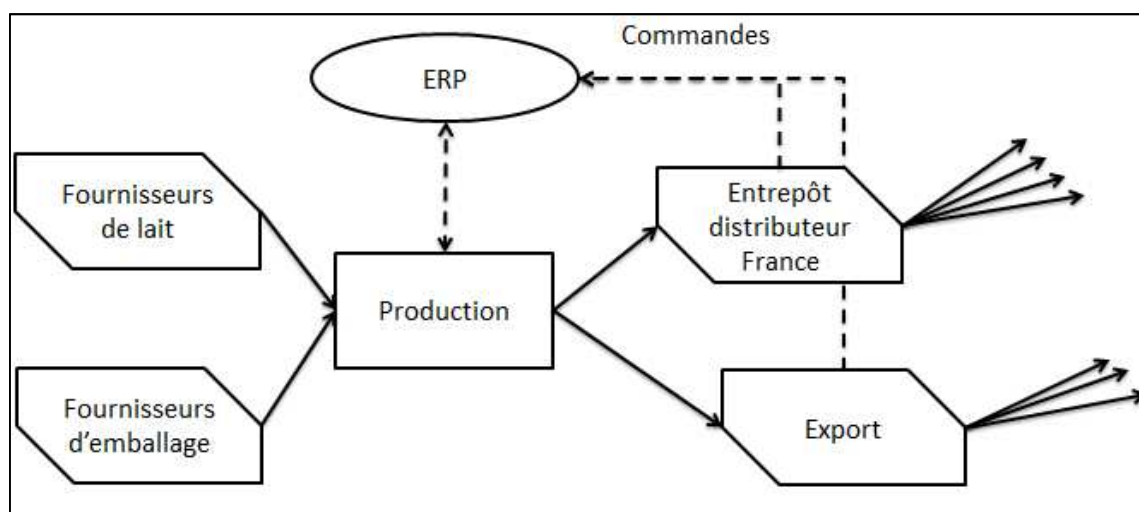 Commandes
ERP
Fournisseurs
de lait
Entrepôt
distributeur
France
Production
Fournisseurs
d’emballage
Export